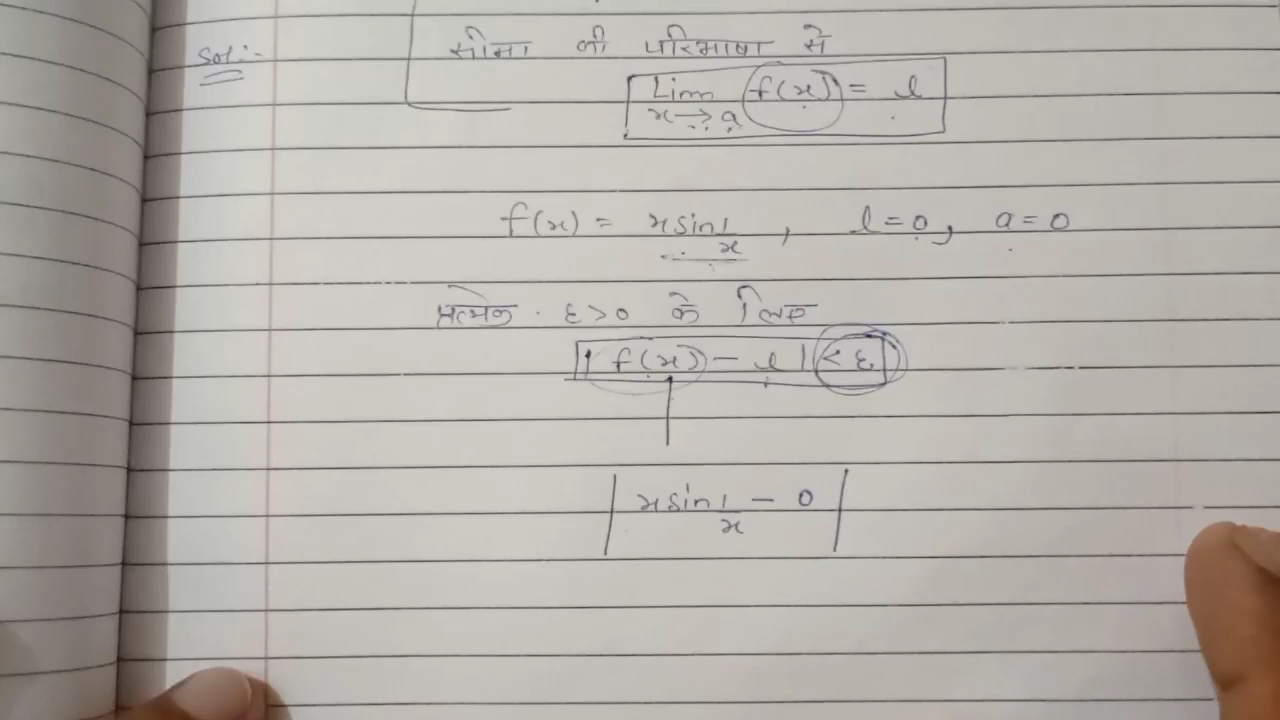 Sol:-
सीमा की परिभाषा से
Lim f(x) = l
x→a
f(x) = x sin 1/x , l=0, a=0
प्रत्येक ε>0 के लिए
|f(x) - l| < ε
|x sin 1/x - 0|